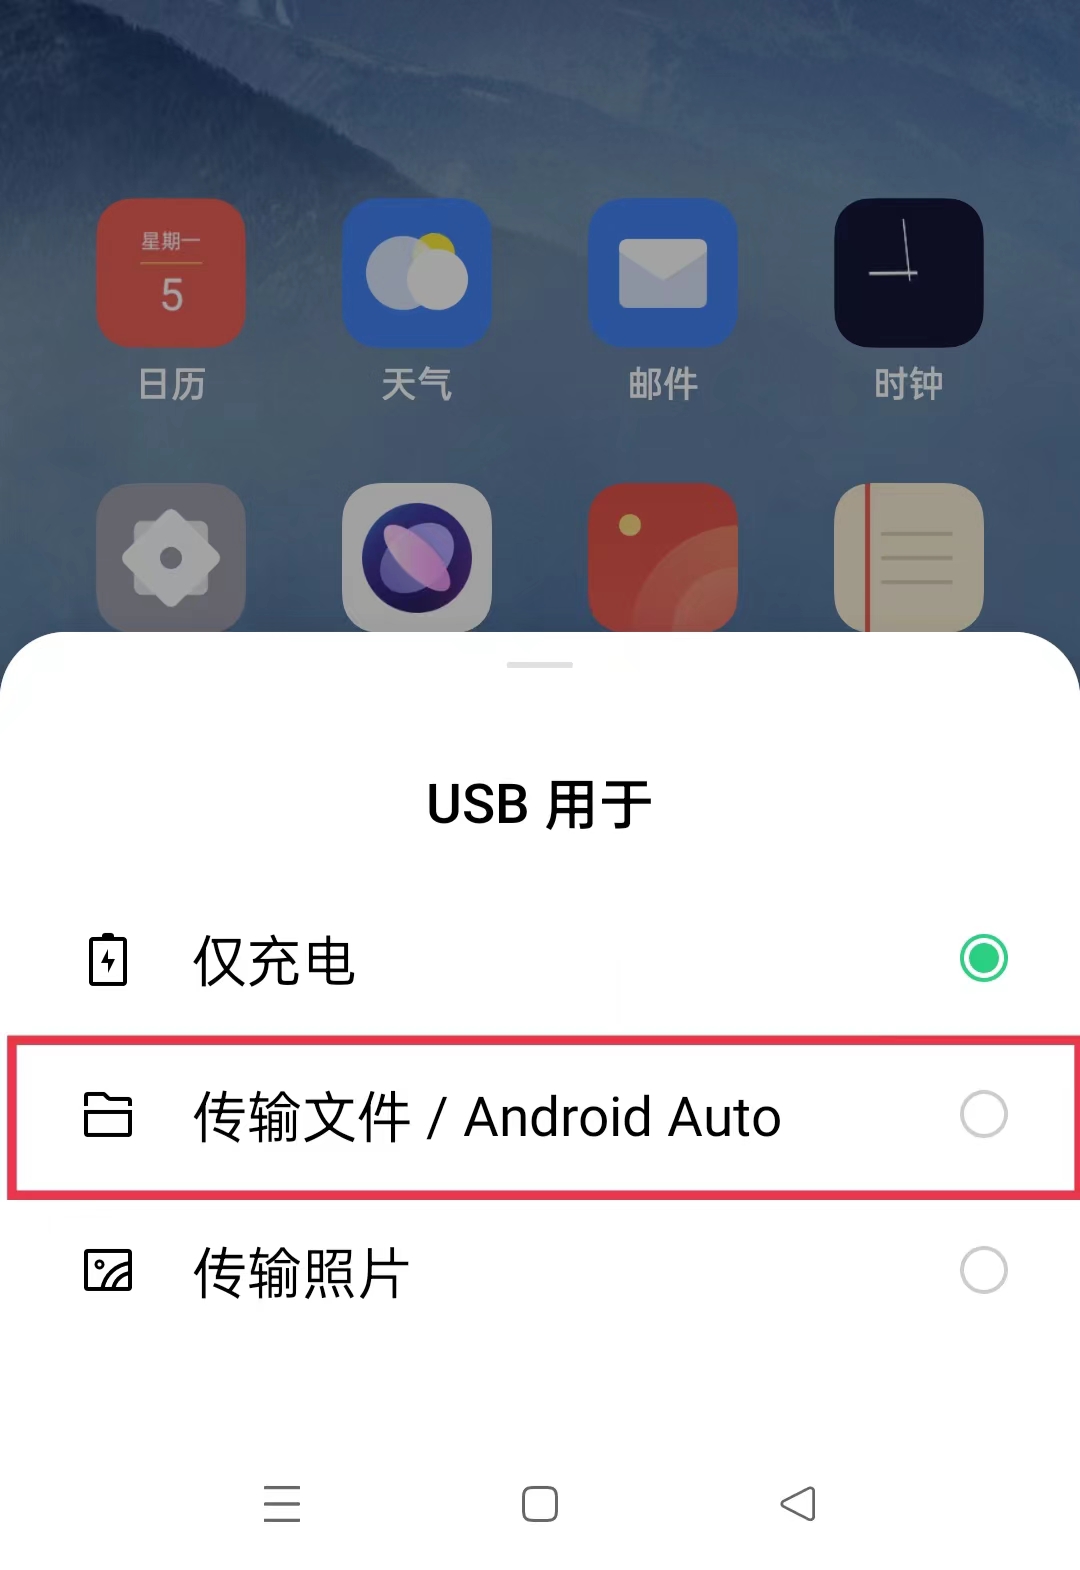 星期一
5
日历
天气
邮件
时钟
USB 用于
仅充电
传输文件 / Android Auto
传输照片